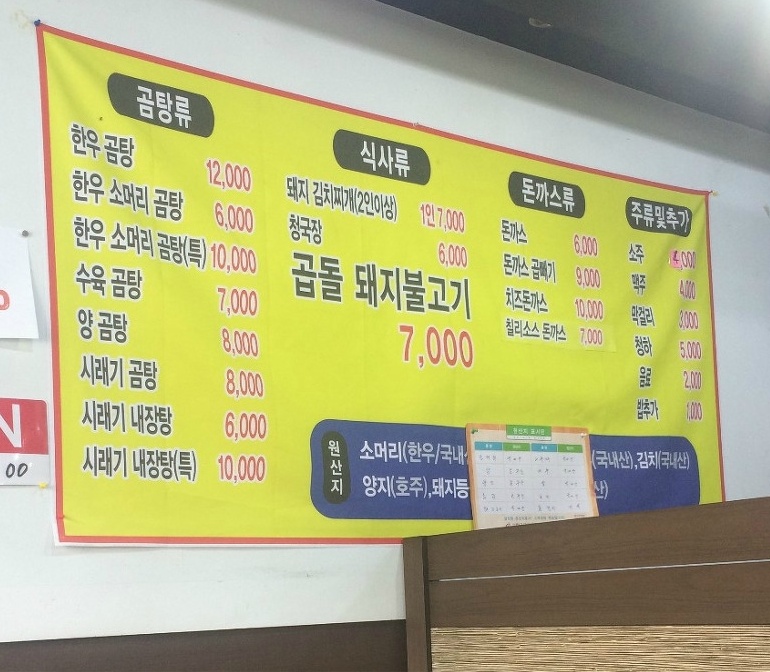 곰탕류
한우 곰탕 12,000
한우 소머리 곰탕 6,000
한우 소머리 곰탕(특) 10,000
수육 곰탕 7,000
양 곰탕 8,000
시래기 곰탕 8,000
시래기 내장탕 6,000
시래기 내장탕(특) 10,000
식사류
돼지 김치찌개(2인이상) 1인 7,000
청국장 6,000
곱돌 돼지불고기
7,000
돈까스류
돈까스 6,000
돈까스 곱빼기 9,000
치즈돈까스 10,000
칠리소스 돈까스 7,000
주류및추가
소주 4,000
맥주 4,000
막걸리 3,000
청하 5,000
음료 2,000
밥추가 1,000
원산지
소머리(한우/국내 (국내산),김치(국내산)
양지(호주),돼지등
N
00